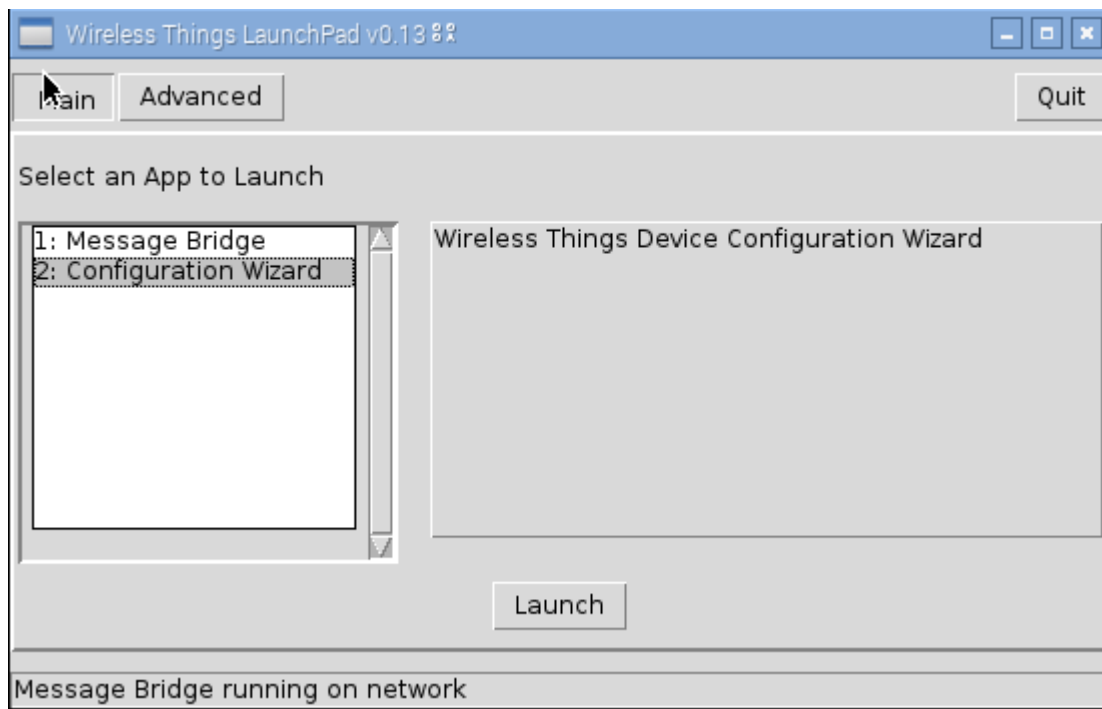 Wireless Things LaunchPad v0.13
Main Advanced Quit
Select an App to Launch
1: Message Bridge
2: Configuration Wizard
Wireless Things Device Configuration Wizard
Launch
Message Bridge running on network